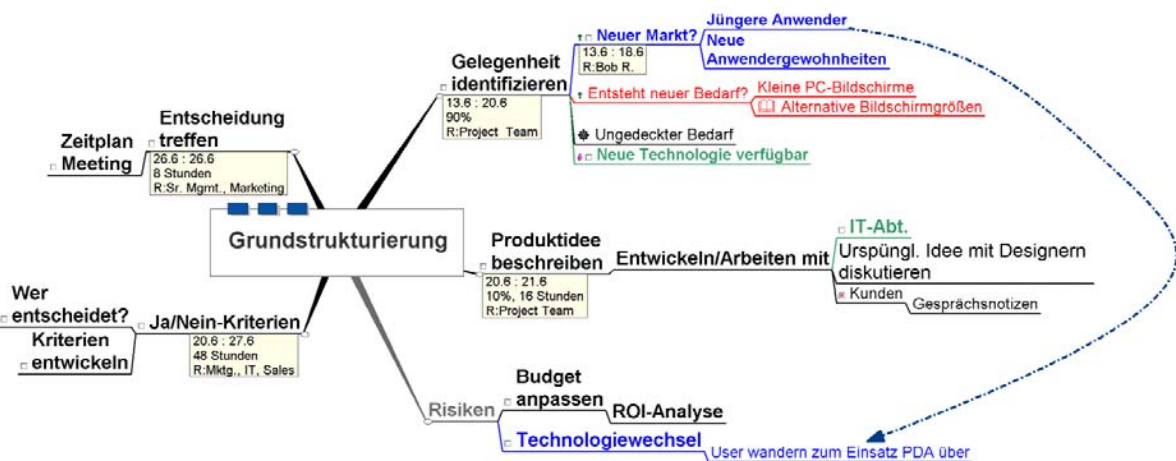 Grundstrukturierung
Gelegenheit
identifizieren
13.6 : 20.6
90%
R:Project Team
Neuer Markt?
13.6 : 18.6
R:Bob R.
Jüngere Anwender
Neue
Anwendergewohnheiten
Entsteht neuer Bedarf?
Kleine PC-Bildschirme
Alternative Bildschirmgrößen
Ungedeckter Bedarf
Neue Technologie verfügbar
Produktidee
beschreiben
20.6 : 21.6
10%, 16 Stunden
R:Project Team
Entwickeln/Arbeiten mit
IT-Abt.
Urspüngl. Idee mit Designern
diskutieren
Kunden
Gesprächsnotizen
Risiken
Budget
anpassen
ROI-Analyse
Technologiewechsel
User wandern zum Einsatz PDA über
Entscheidung
treffen
26.6 : 26.6
8 Stunden
R:Sr. Mgmt., Marketing
Zeitplan
Meeting
Ja/Nein-Kriterien
20.6 : 27.6
48 Stunden
R:Mktg., IT, Sales
Wer
entscheidet?
Kriterien
entwickeln